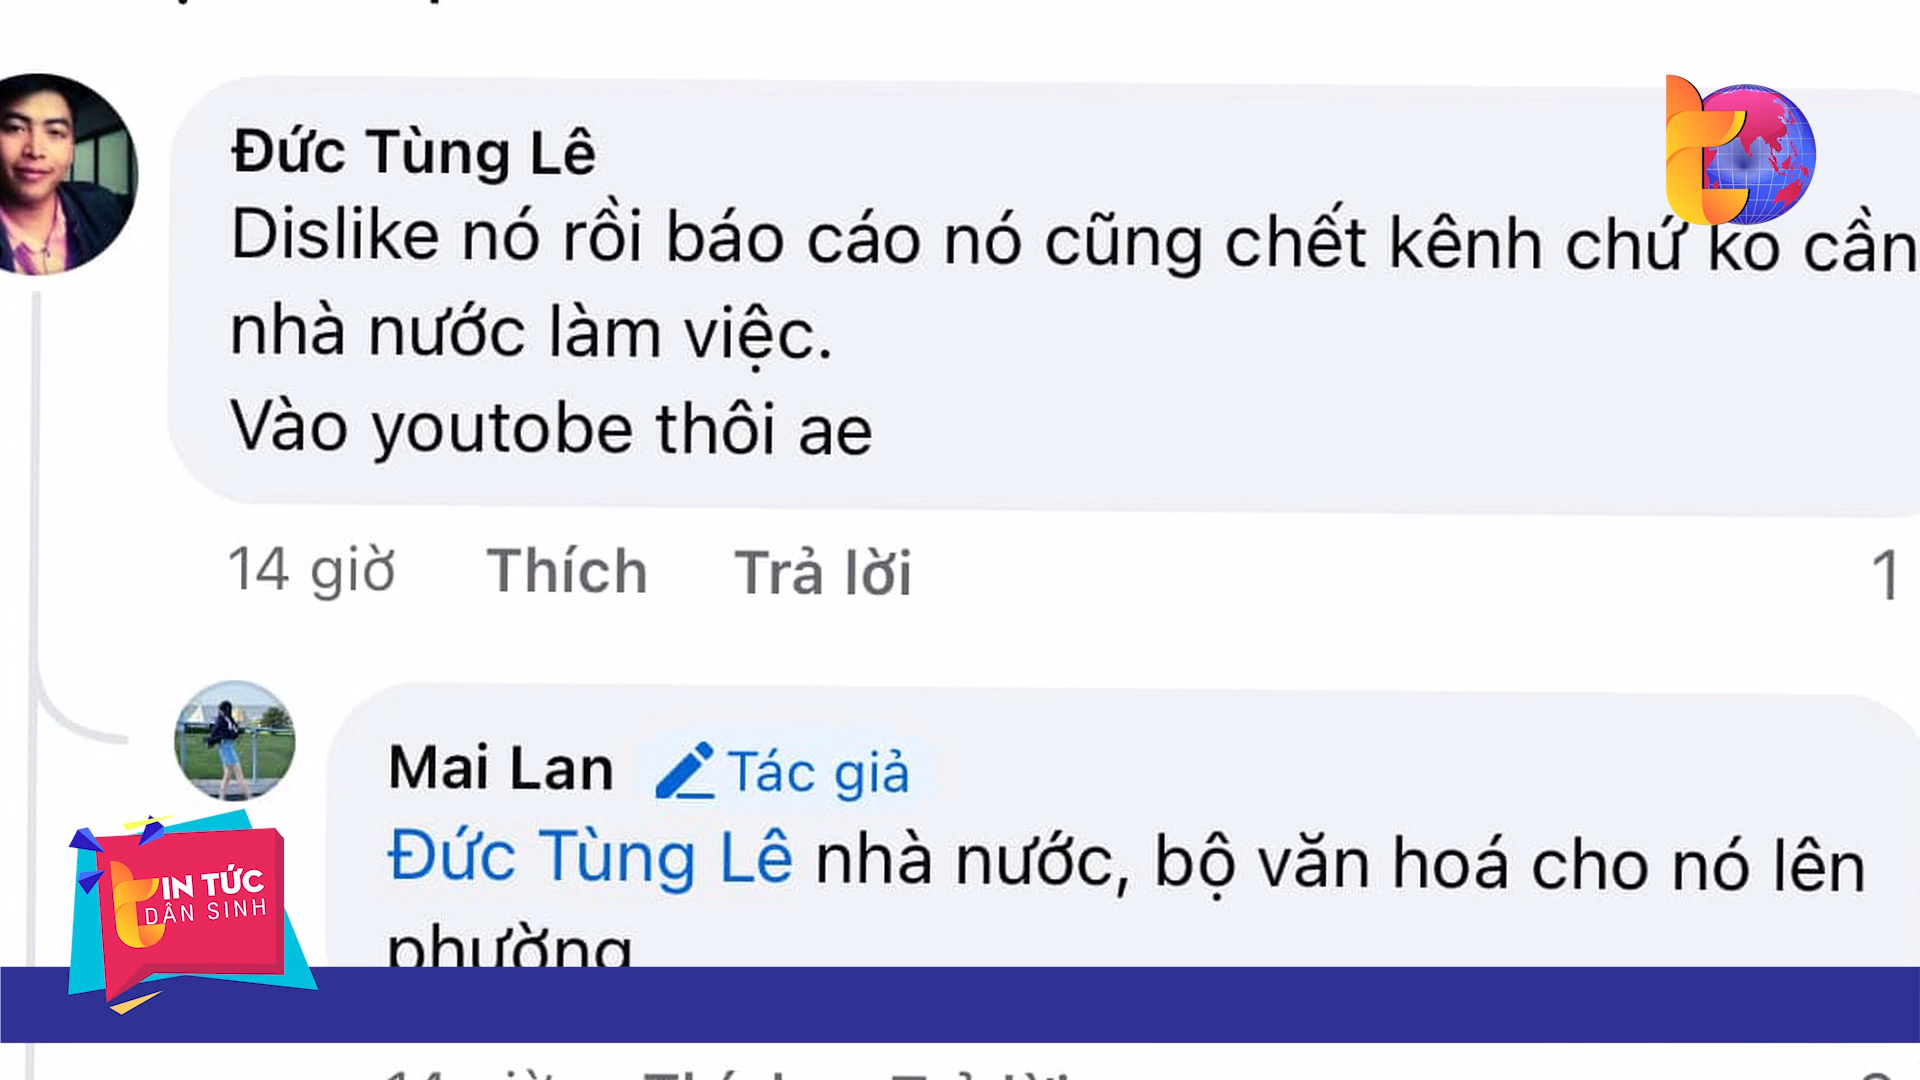 Đức Tùng Lê
Dislike nó rồi báo cáo nó cũng chết kênh chứ ko cần
nhà nước làm việc.
Vào youtobe thôi ae
14 giờ Thích Trả lời 1
Mai Lan Tác giả
Đức Tùng Lê nhà nước, bộ văn hoá cho nó lên
phường
TIN TỨC
DÂN SINH